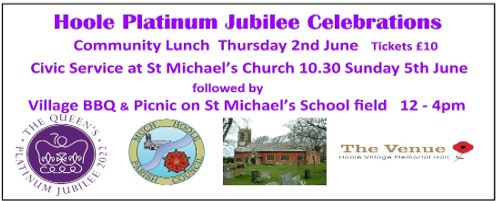 Hoole Platinum Jubilee Celebrations
Community Lunch Thursday 2nd June Tickets £10
Civic Service at St Michael's Church 10.30 Sunday 5th June
followed by
Village BBQ & Picnic on St Michael's School field 12 - 4pm
THE QUEEN'S
PLATINUM JUBILEE 2022
MUCH HOOLE
PARISH COUNCIL
The Venue
Hoole Village Memorial Hall